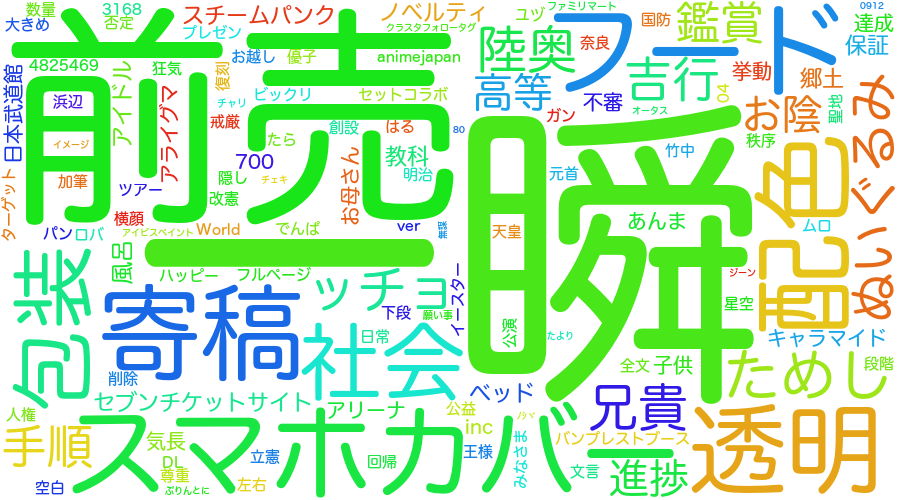 前売
一瞬
フード
配色
透明
スマホカバー
寄稿
社会
包装
ッチョ
兄貴
ためし
手順
進捗
ぬいぐるみ
お陰
吉行
陸奥
高等
鑑賞
スチームパンク
ノベルティ
クラスタフォロータグ
ユヅ
ファミリマート
国防
0912
達成
保証
奈良
挙動
郷土
04
聖地
数量
3168
否定
大きめ
プレゼン
お越し
優子
animejapan
4825469
アイドル
狂気
復刻
チャリ
ビックリ
セットコラボ
不審
ガン
オータス
秩序
日本武道館
浜辺
イメージ
アライグマ
戒厳
たら
創設
はる
80
竹中
加筆
ツアー
700
隠し
チェキ
お母さん
教科
明治
元首
ターゲット
改憲
横顔
World
でんぱ
ver
無謬
天皇
あんま
ムロ
パン
ロバ
アイビスペイント
風呂
ハッピー
フルページ
イースター
ジーン
星空
下段
願い事
公演
たより
キャラマイド
日常
全文
子供
段階
削除
セブンチケットサイト
アリーナ
ベッド
人権
公益
inc
バンプレストブース
気長
DL
尊重
立憲
回帰
王様
みなさま
文言
空白
ぷりんとに
左右